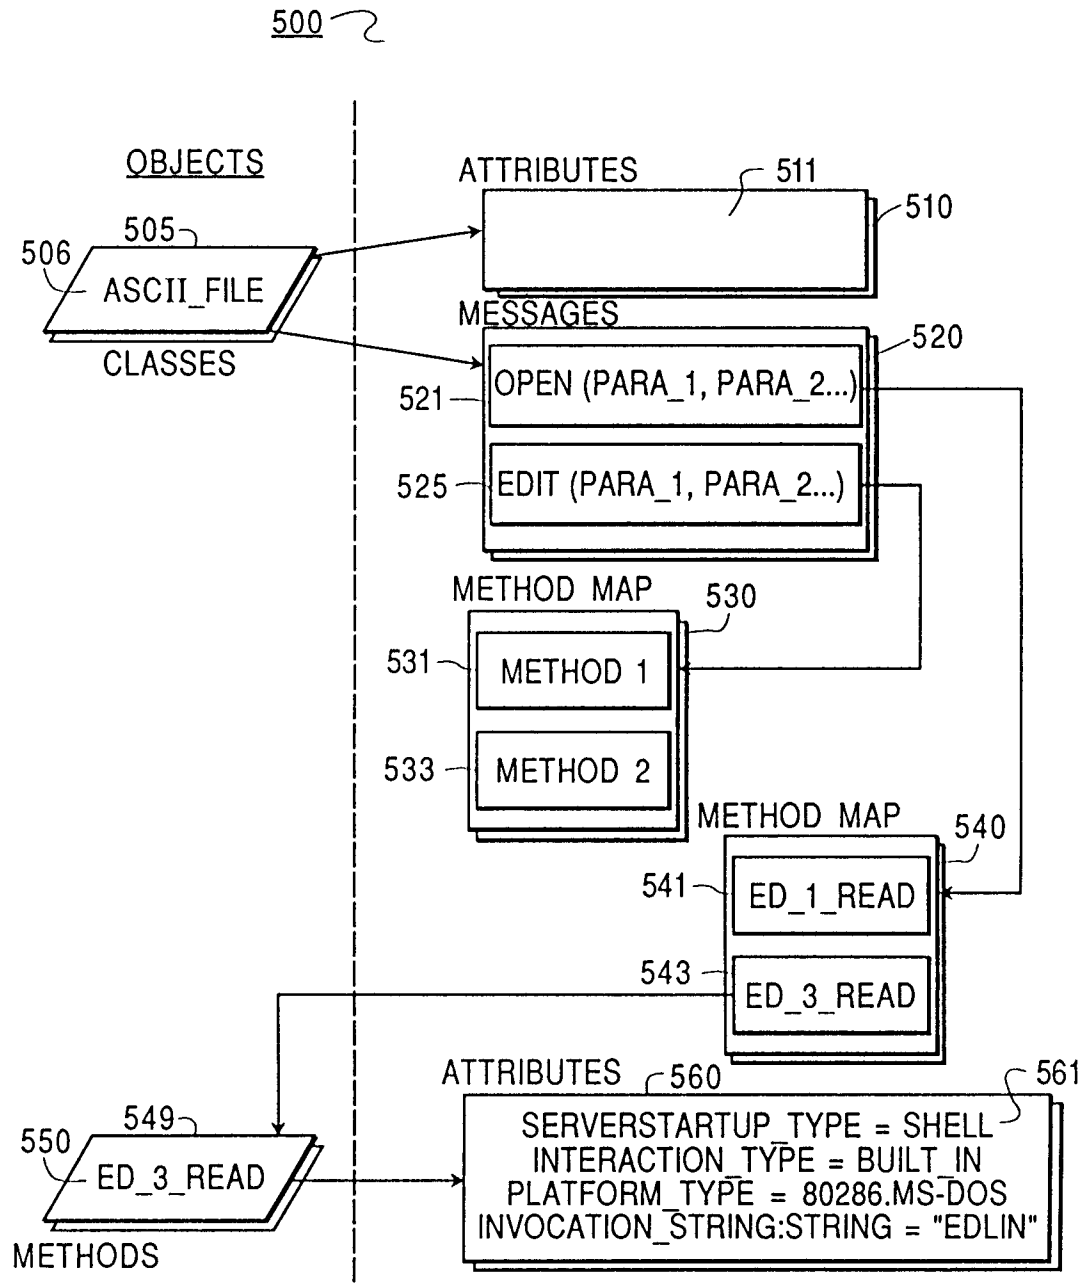 500
OBJECTS
ATTRIBUTES
511
510
505
506
ASCII_FILE
CLASSES
MESSAGES
520
521
OPEN (PARA_1, PARA_2...)
525
EDIT (PARA_1, PARA_2...)
METHOD MAP
530
531
METHOD 1
533
METHOD 2
METHOD MAP
540
541
ED_1_READ
543
ED_3_READ
ATTRIBUTES
560
561
549
550
ED_3_READ
METHODS
SERVERSTARTUP_TYPE = SHELL
INTERACTION_TYPE = BUILT_IN
PLATFORM_TYPE = 80286.MS-DOS
INVOCATION_STRING:STRING = "EDLIN"